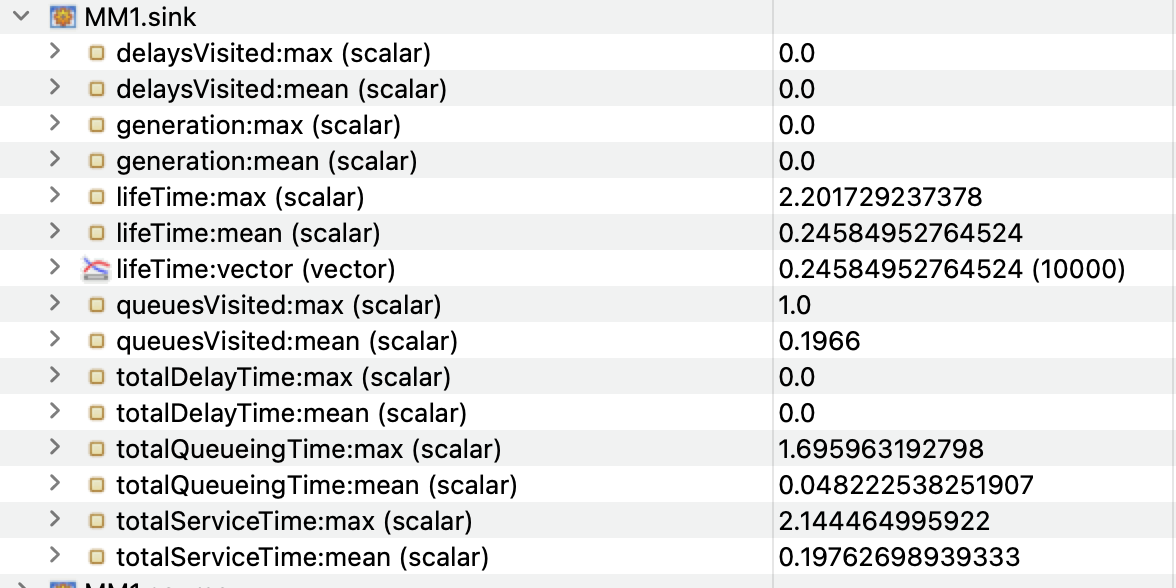 MM1.sink
delaysVisited:max (scalar) 0.0
delaysVisited:mean (scalar) 0.0
generation:max (scalar) 0.0
generation:mean (scalar) 0.0
lifeTime:max (scalar) 2.201729237378
lifeTime:mean (scalar) 0.24584952764524
lifeTime:vector (vector) 0.24584952764524 (10000)
queuesVisited:max (scalar) 1.0
queuesVisited:mean (scalar) 0.1966
totalDelayTime:max (scalar) 0.0
totalDelayTime:mean (scalar) 0.0
totalQueueingTime:max (scalar) 1.695963192798
totalQueueingTime:mean (scalar) 0.048222538251907
totalServiceTime:max (scalar) 2.144464995922
totalServiceTime:mean (scalar) 0.19762698939333